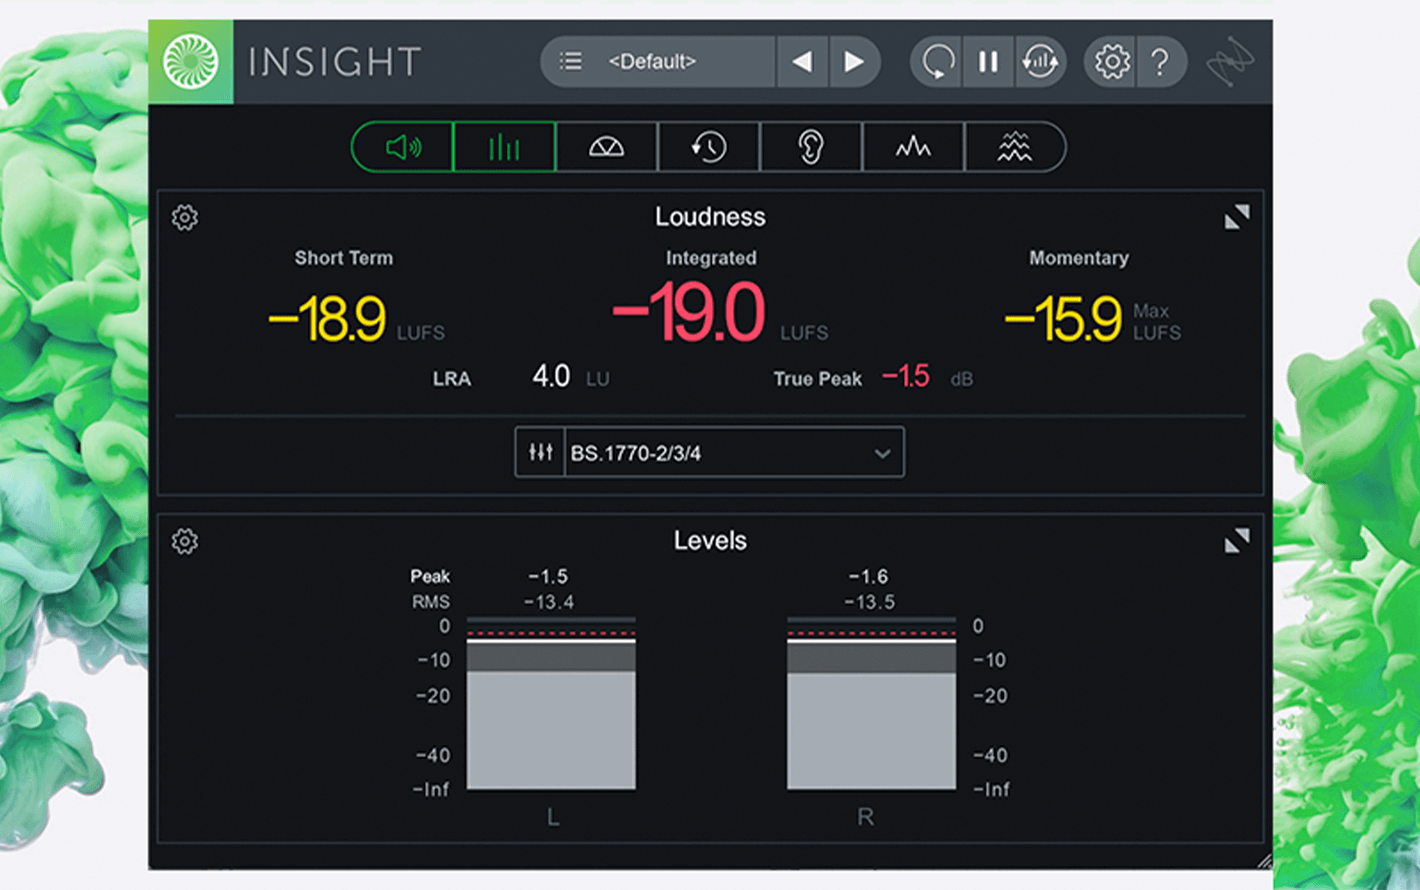 INSIGHT
<Default>
?
Loudness
Short Term
Integrated
Momentary
−18.9 LUFS
−19.0 LUFS
−15.9 Max LUFS
LRA 4.0 LU
True Peak −1.5 dB
BS.1770-2/3/4
Levels
Peak −1.5 −1.6
RMS −13.4 −13.5
0 0
−10 −10
−20 −20
−40 −40
−Inf −Inf
L R